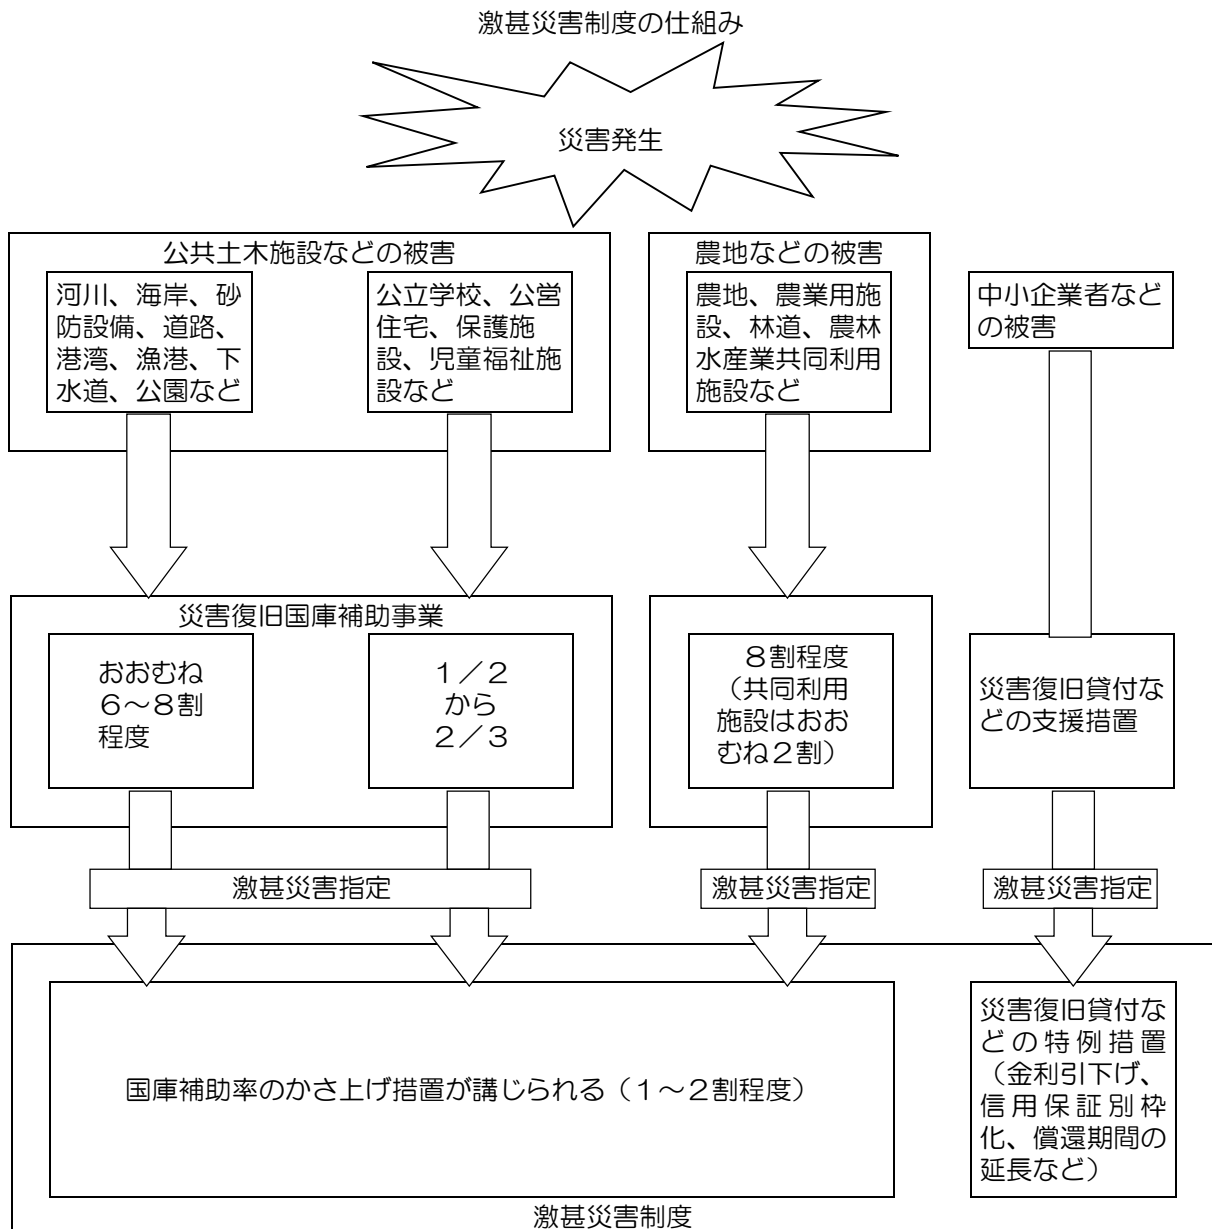 激甚災害制度の仕組み
災害発生
公共土木施設などの被害
河川、海岸、砂
防設備、道路、
港湾、漁港、下
水道、公園など
公立学校、公営
住宅、保護施
設、児童福祉施
設など
農地などの被害
農地、農業用施
設、林道、農林
水産業共同利用
施設など
中小企業者など
の被害
災害復旧国庫補助事業
おおむね
6～8割
程度
1／2
から
2／3
8割程度
（共同利用
施設はおお
むね2割）
災害復旧貸付な
どの支援措置
激甚災害指定
激甚災害指定
激甚災害指定
国庫補助率のかさ上げ措置が講じられる（1～2割程度）
災害復旧貸付な
どの特例措置
（金利引下げ、
信用保証別枠
化、償還期間の
延長など）
激甚災害制度